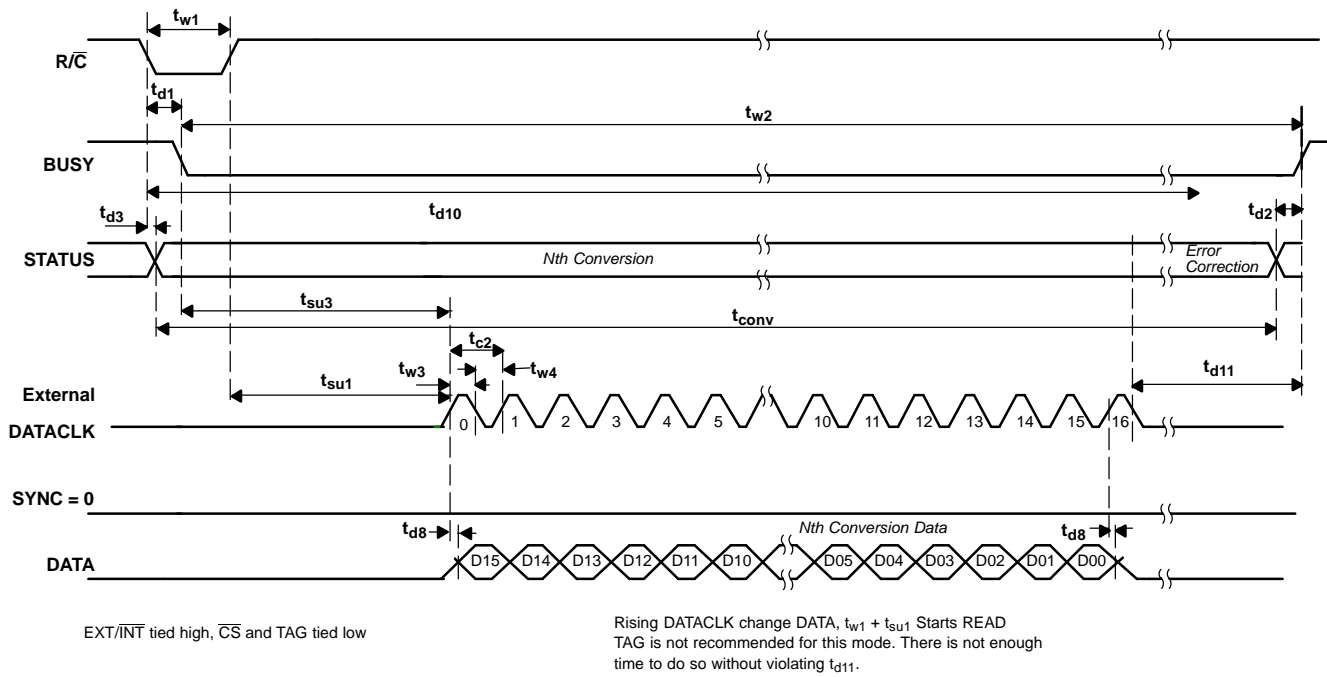 tw1
R/C̅
td1
tw2
BUSY
td3
td10
td2
STATUS
Nth Conversion
Error
Correction
tsu3
tconv
tc2
tw3
tw4
tsu1
td11
External
DATACLK
0 1 2 3 4 5 10 11 12 13 14 15 16
SYNC = 0
td8
Nth Conversion Data
td8
DATA
D15 D14 D13 D12 D11 D10 D05 D04 D03 D02 D01 D00
EXT/I̅N̅T̅ tied high, C̅S̅ and TAG tied low
Rising DATACLK change DATA, tw1 + tsu1 Starts READ
TAG is not recommended for this mode. There is not enough
time to do so without violating td11.